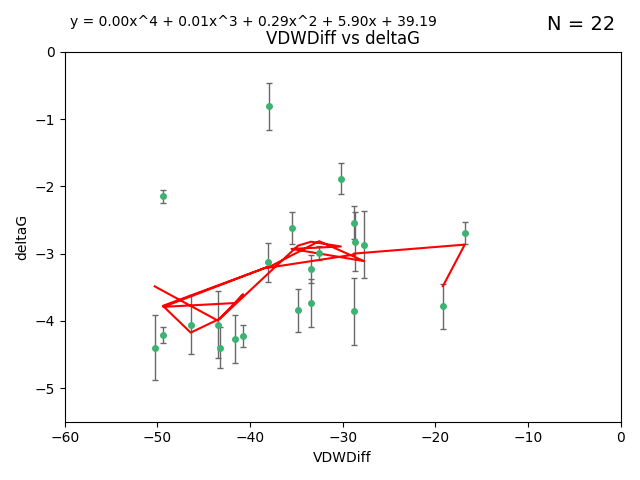 y = 0.00x^4 + 0.01x^3 + 0.29x^2 + 5.90x + 39.19
N = 22
VDWDiff vs deltaG
0
−1
−2
−3
−4
−5
deltaG
−60 −50 −40 −30 −20 −10 0
VDWDiff